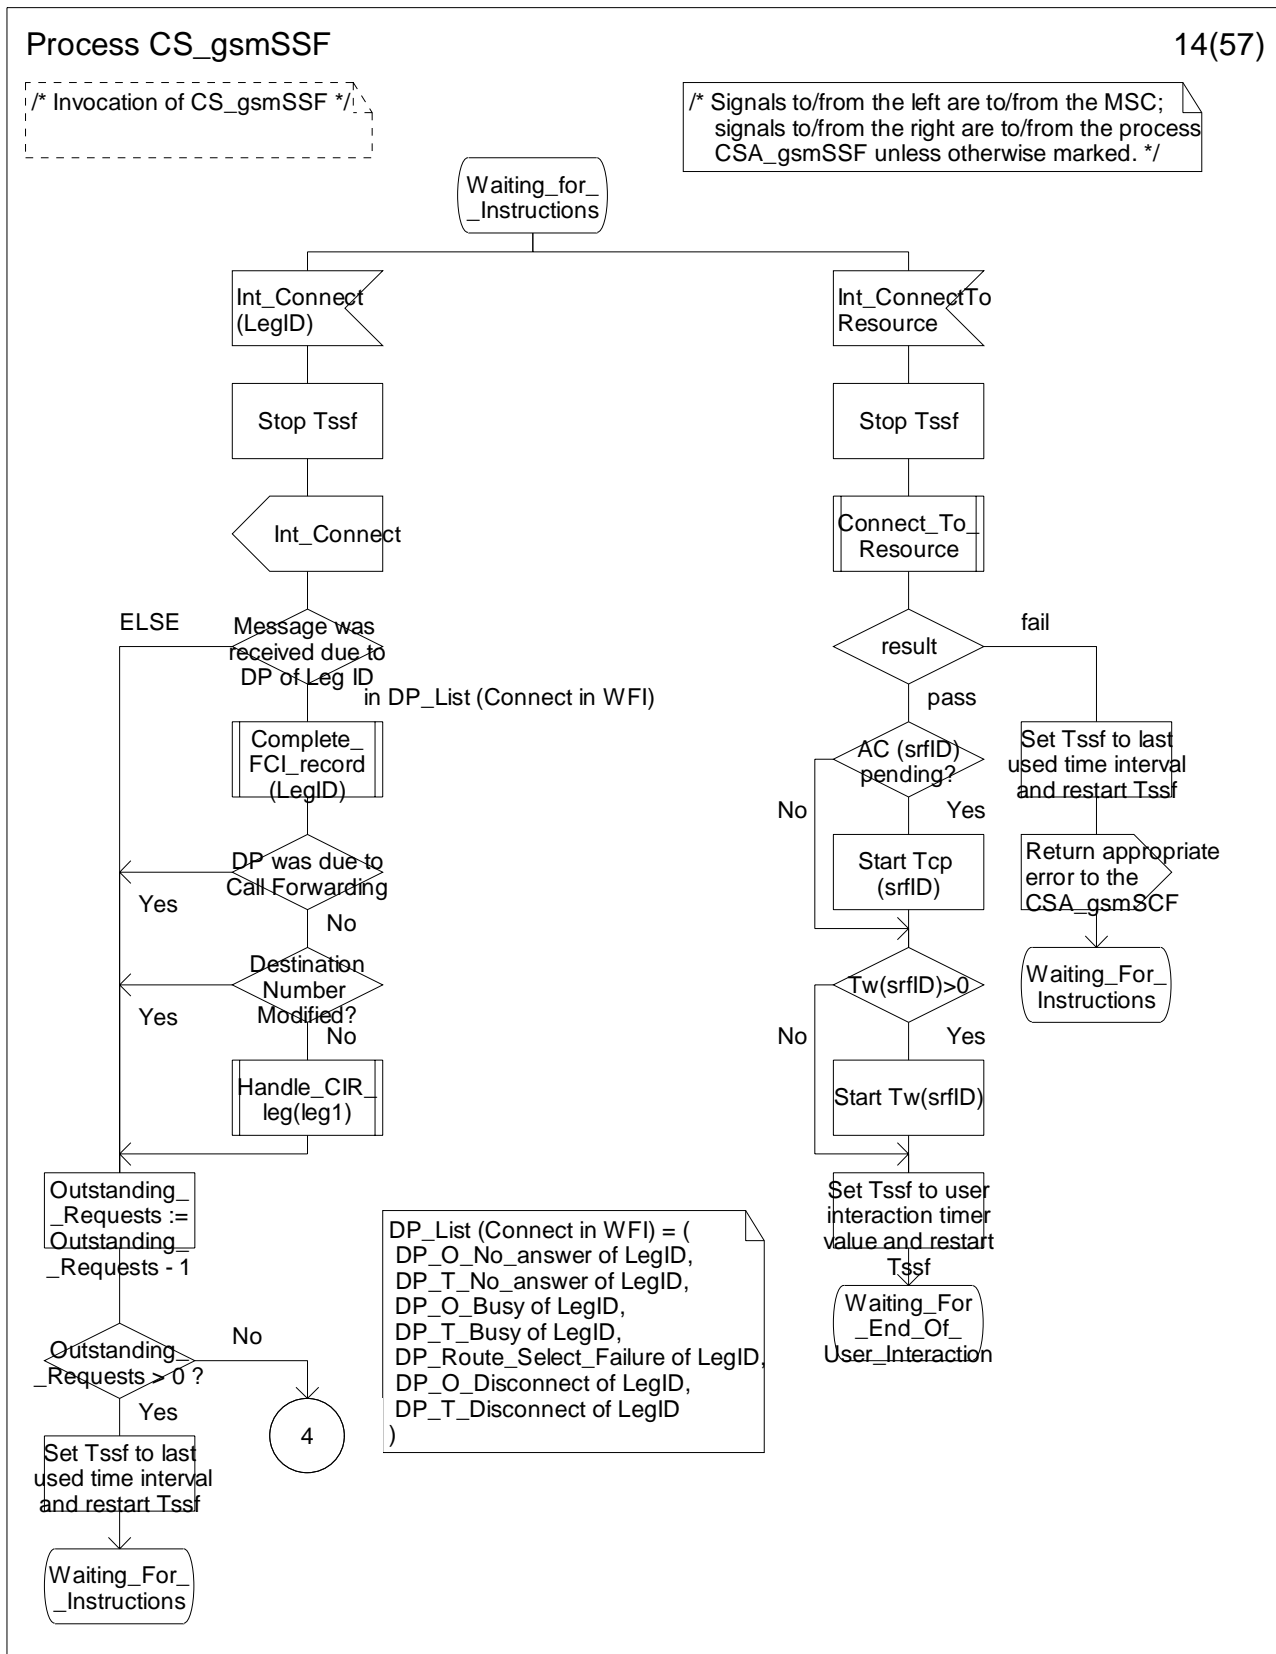 Process CS_gsmSSF
14(57)
/* Invocation of CS_gsmSSF */
/* Signals to/from the left are to/from the MSC;
signals to/from the right are to/from the process
CSA_gsmSSF unless otherwise marked. */
Waiting_for_
_Instructions
Int_Connect
(LegID)
Stop Tssf
Int_Connect
ELSE
Message was
received due to
DP of Leg ID
in DP_List (Connect in WFI)
Complete_
FCI_record
(LegID)
DP was due to
Call Forwarding
Yes
No
Destination
Number
Modified?
Yes
No
Handle_CIR_
leg(leg1)
Outstanding_
_Requests :=
Outstanding_
_Requests - 1
Outstanding_
_Requests > 0 ?
No
Yes
4
Set Tssf to last
used time interval
and restart Tssf
Waiting_For_
_Instructions
DP_List (Connect in WFI) = (
DP_O_No_answer of LegID,
DP_T_No_answer of LegID,
DP_O_Busy of LegID,
DP_T_Busy of LegID,
DP_Route_Select_Failure of LegID,
DP_O_Disconnect of LegID,
DP_T_Disconnect of LegID
)
Int_ConnectTo
Resource
Stop Tssf
Connect_To_
Resource
result
fail
pass
AC (srfID)
pending?
No
Yes
Start Tcp
(srfID)
Tw(srfID)>0
No
Yes
Start Tw(srfID)
Set Tssf to user
interaction timer
value and restart
Tssf
Waiting_For
_End_Of_
User_Interaction
Set Tssf to last
used time interval
and restart Tssf
Return appropriate
error to the
CSA_gsmSCF
Waiting_For_
Instructions